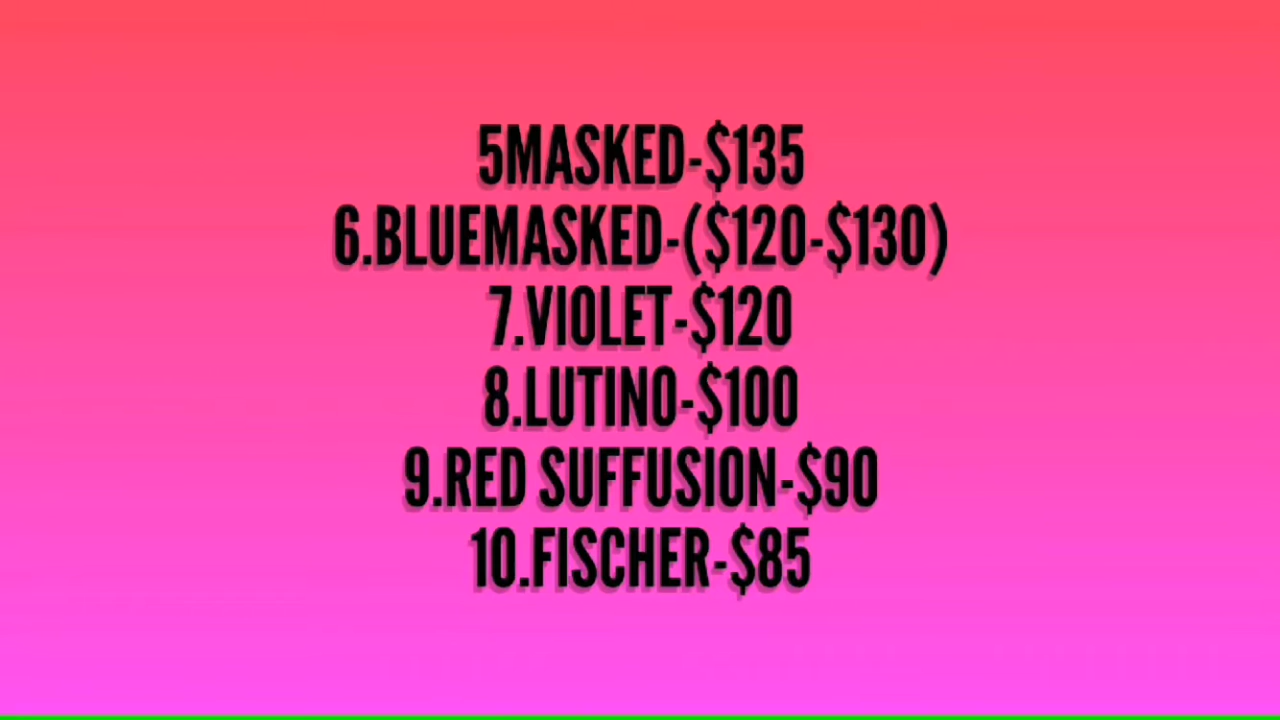 5MASKED-$135
6.BLUEMASKED-($120-$130)
7.VIOLET-$120
8.LUTINO-$100
9.RED SUFFUSION-$90
10.FISCHER-$85